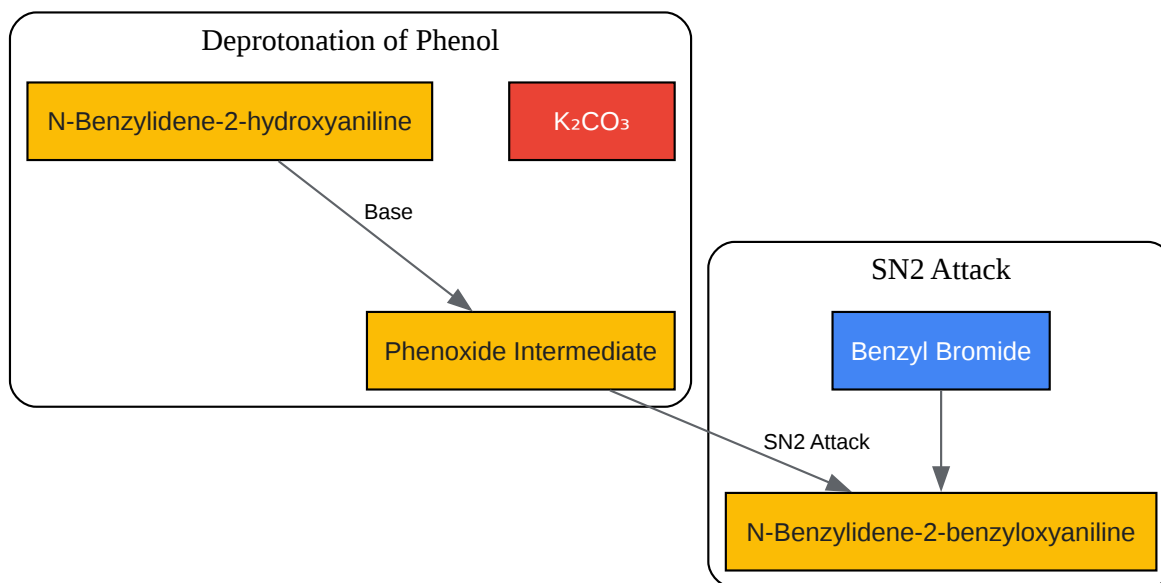 Deprotonation of Phenol
N-Benzylidene-2-hydroxyaniline
K₂CO₃
Base
Phenoxide Intermediate
SN2 Attack
Benzyl Bromide
SN2 Attack
N-Benzylidene-2-benzyloxyaniline